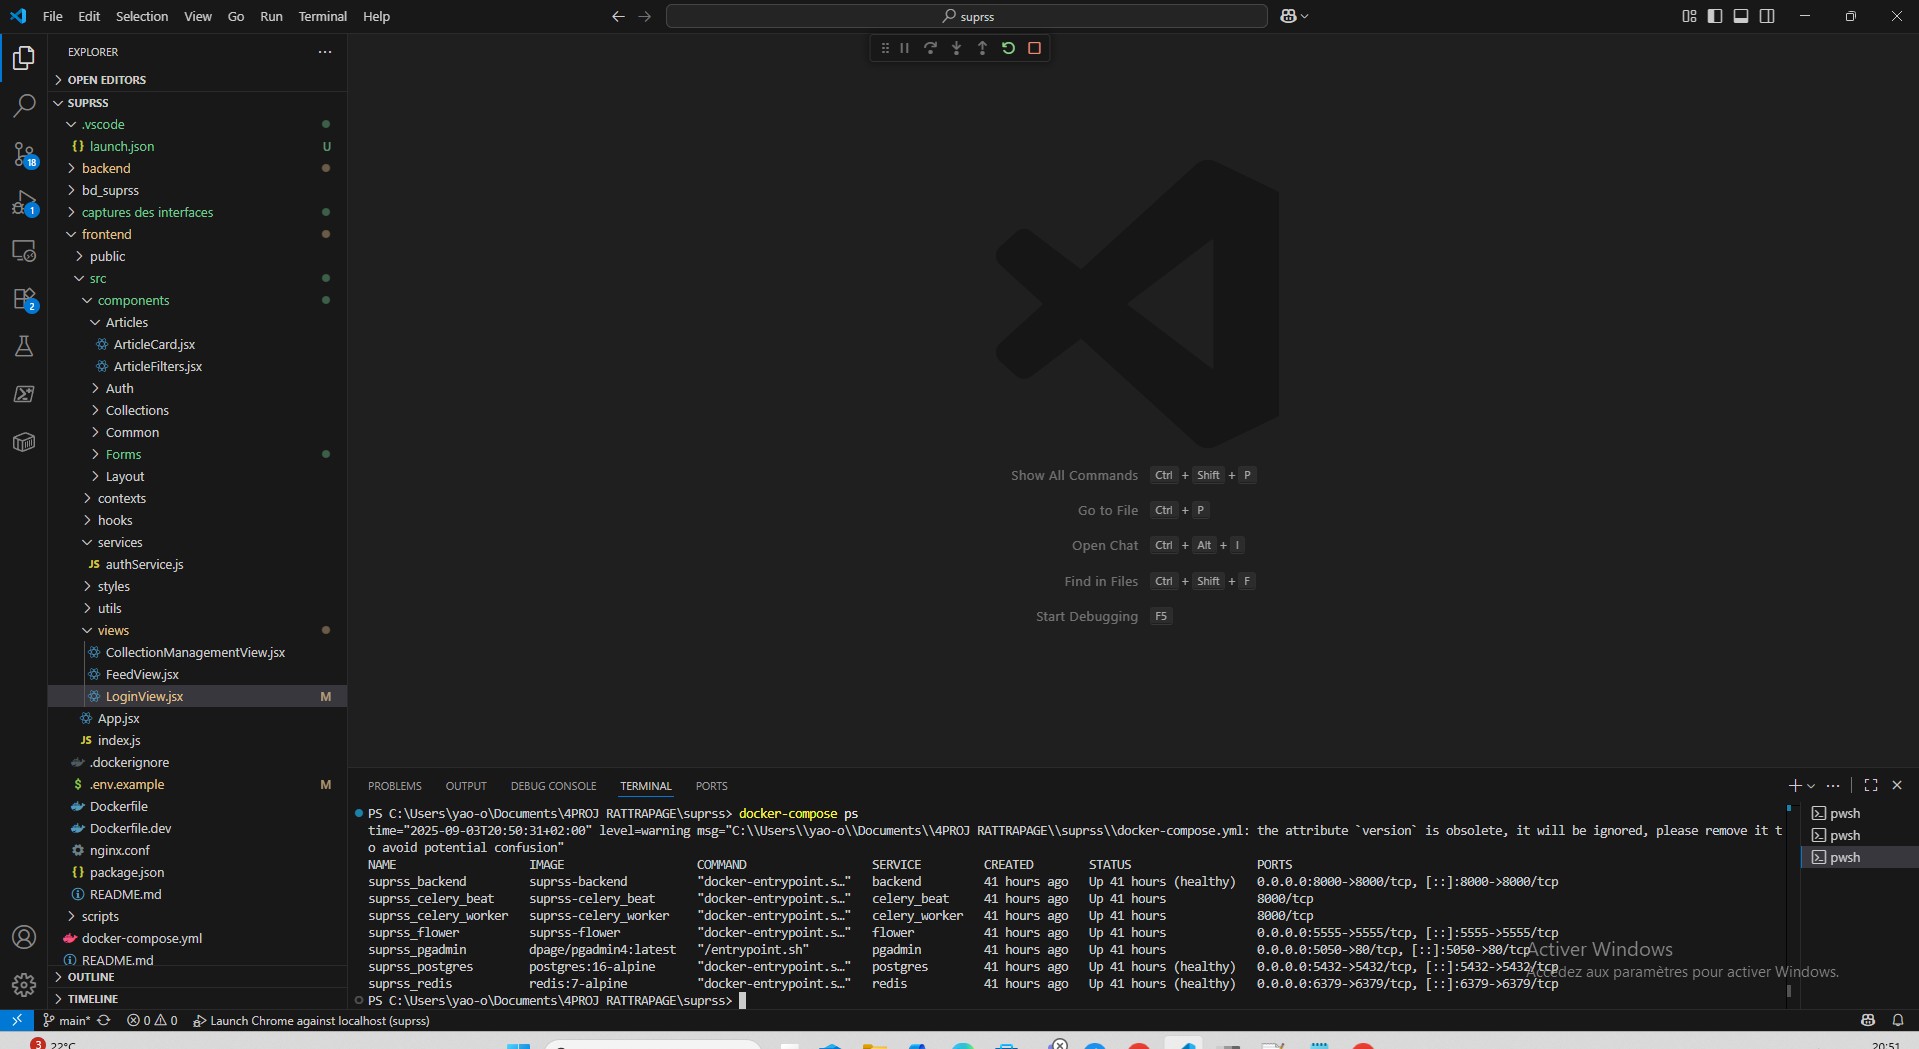 File Edit Selection View Go Run Terminal Help
suprss
EXPLORER
OPEN EDITORS
SUPRSS
.vscode
{} launch.json U
backend
bd_suprss
captures des interfaces
frontend
public
src
components
Articles
ArticleCard.jsx
ArticleFilters.jsx
Auth
Collections
Common
Forms
Layout
contexts
hooks
services
JS authService.js
styles
utils
views
CollectionManagementView.jsx
FeedView.jsx
LoginView.jsx M
App.jsx
JS index.js
.dockerignore
$ .env.example M
Dockerfile
Dockerfile.dev
nginx.conf
{} package.json
README.md
scripts
docker-compose.yml
README.md
OUTLINE
TIMELINE
18
1
2
Show All Commands Ctrl + Shift + P
Go to File Ctrl + P
Open Chat Ctrl + Alt + I
Find in Files Ctrl + Shift + F
Start Debugging F5
PROBLEMS OUTPUT DEBUG CONSOLE TERMINAL PORTS
PS C:\Users\yao-o\Documents\4PROJ RATTRAPAGE\suprss> docker-compose ps
time="2025-09-03T20:50:31+02:00" level=warning msg="C:\\Users\\yao-o\\Documents\\4PROJ RATTRAPAGE\\suprss\\docker-compose.yml: the attribute `version` is obsolete, it will be ignored, please remove it t
o avoid potential confusion"
NAME IMAGE COMMAND SERVICE CREATED STATUS PORTS
suprss_backend suprss-backend "docker-entrypoint.s…" backend 41 hours ago Up 41 hours (healthy) 0.0.0.0:8000->8000/tcp, [::]:8000->8000/tcp
suprss_celery_beat suprss-celery_beat "docker-entrypoint.s…" celery_beat 41 hours ago Up 41 hours 8000/tcp
suprss_celery_worker suprss-celery_worker "docker-entrypoint.s…" celery_worker 41 hours ago Up 41 hours 8000/tcp
suprss_flower suprss-flower "docker-entrypoint.s…" flower 41 hours ago Up 41 hours 0.0.0.0:5555->5555/tcp, [::]:5555->5555/tcp
suprss_pgadmin dpage/pgadmin4:latest "/entrypoint.sh" pgadmin 41 hours ago Up 41 hours 0.0.0.0:5050->80/tcp, [::]:5050->80/tcp
suprss_postgres postgres:16-alpine "docker-entrypoint.s…" postgres 41 hours ago Up 41 hours (healthy) 0.0.0.0:5432->5432/tcp, [::]:5432->5432/tcp
suprss_redis redis:7-alpine "docker-entrypoint.s…" redis 41 hours ago Up 41 hours (healthy) 0.0.0.0:6379->6379/tcp, [::]:6379->6379/tcp
PS C:\Users\yao-o\Documents\4PROJ RATTRAPAGE\suprss>
pwsh
pwsh
pwsh
Activer Windows
Accédez aux paramètres pour activer Windows.
main* 0 0 Launch Chrome against localhost (suprss)
3 22°C
20:51